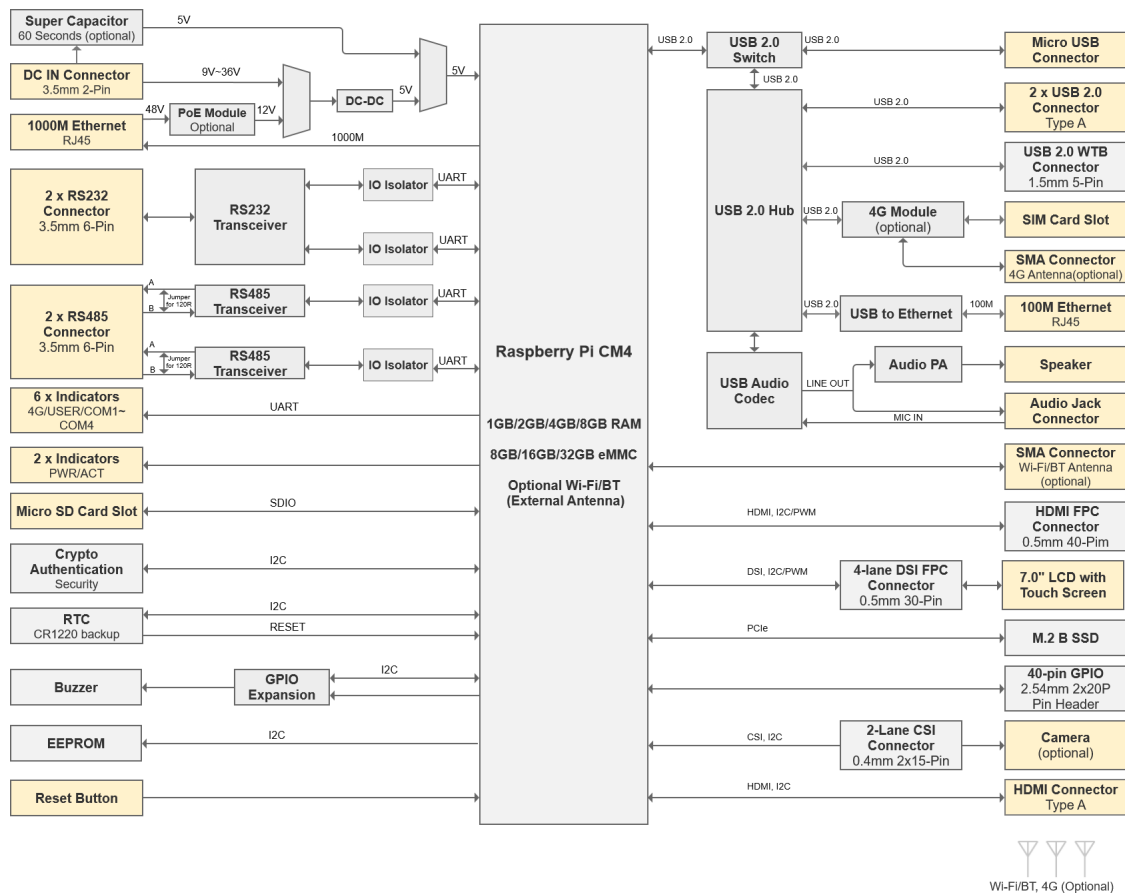 Super Capacitor
60 Seconds (optional)
5V
DC IN Connector
3.5mm 2-Pin
9V~36V
48V
PoE Module
Optional
12V
DC-DC
5V
5V
1000M Ethernet
RJ45
1000M
2 x RS232
Connector
3.5mm 6-Pin
RS232
Transceiver
IO Isolator
UART
IO Isolator
UART
2 x RS485
Connector
3.5mm 6-Pin
A
Jumper
for 120R
B
RS485
Transceiver
IO Isolator
UART
A
Jumper
for 120R
B
RS485
Transceiver
IO Isolator
UART
6 x Indicators
4G/USER/COM1~
COM4
UART
2 x Indicators
PWR/ACT
Micro SD Card Slot
SDIO
Crypto
Authentication
Security
I2C
RTC
CR1220 backup
I2C
RESET
Buzzer
GPIO
Expansion
I2C
EEPROM
I2C
Reset Button
Raspberry Pi CM4
1GB/2GB/4GB/8GB RAM
8GB/16GB/32GB eMMC
Optional Wi-Fi/BT
(External Antenna)
USB 2.0
USB 2.0
Switch
USB 2.0
Micro USB
Connector
USB 2.0
USB 2.0 Hub
USB 2.0
2 x USB 2.0
Connector
Type A
USB 2.0
USB 2.0 WTB
Connector
1.5mm 5-Pin
USB 2.0
4G Module
(optional)
SIM Card Slot
SMA Connector
4G Antenna(optional)
USB 2.0
USB to Ethernet
100M
100M Ethernet
RJ45
USB Audio
Codec
LINE OUT
Audio PA
Speaker
Audio Jack
Connector
MIC IN
SMA Connector
Wi-Fi/BT Antenna
(optional)
HDMI, I2C/PWM
HDMI FPC
Connector
0.5mm 40-Pim
DSI, I2C/PWM
4-lane DSI FPC
Connector
0.5mm 30-Pin
7.0" LCD with
Touch Screen
PCIe
M.2 B SSD
40-pin GPIO
2.54mm 2x20P
Pin Header
CSI, I2C
2-Lane CSI
Connector
0.4mm 2x15-Pin
Camera
(optional)
HDMI, I2C
HDMI Connector
Type A
Wi-Fi/BT, 4G (Optional)